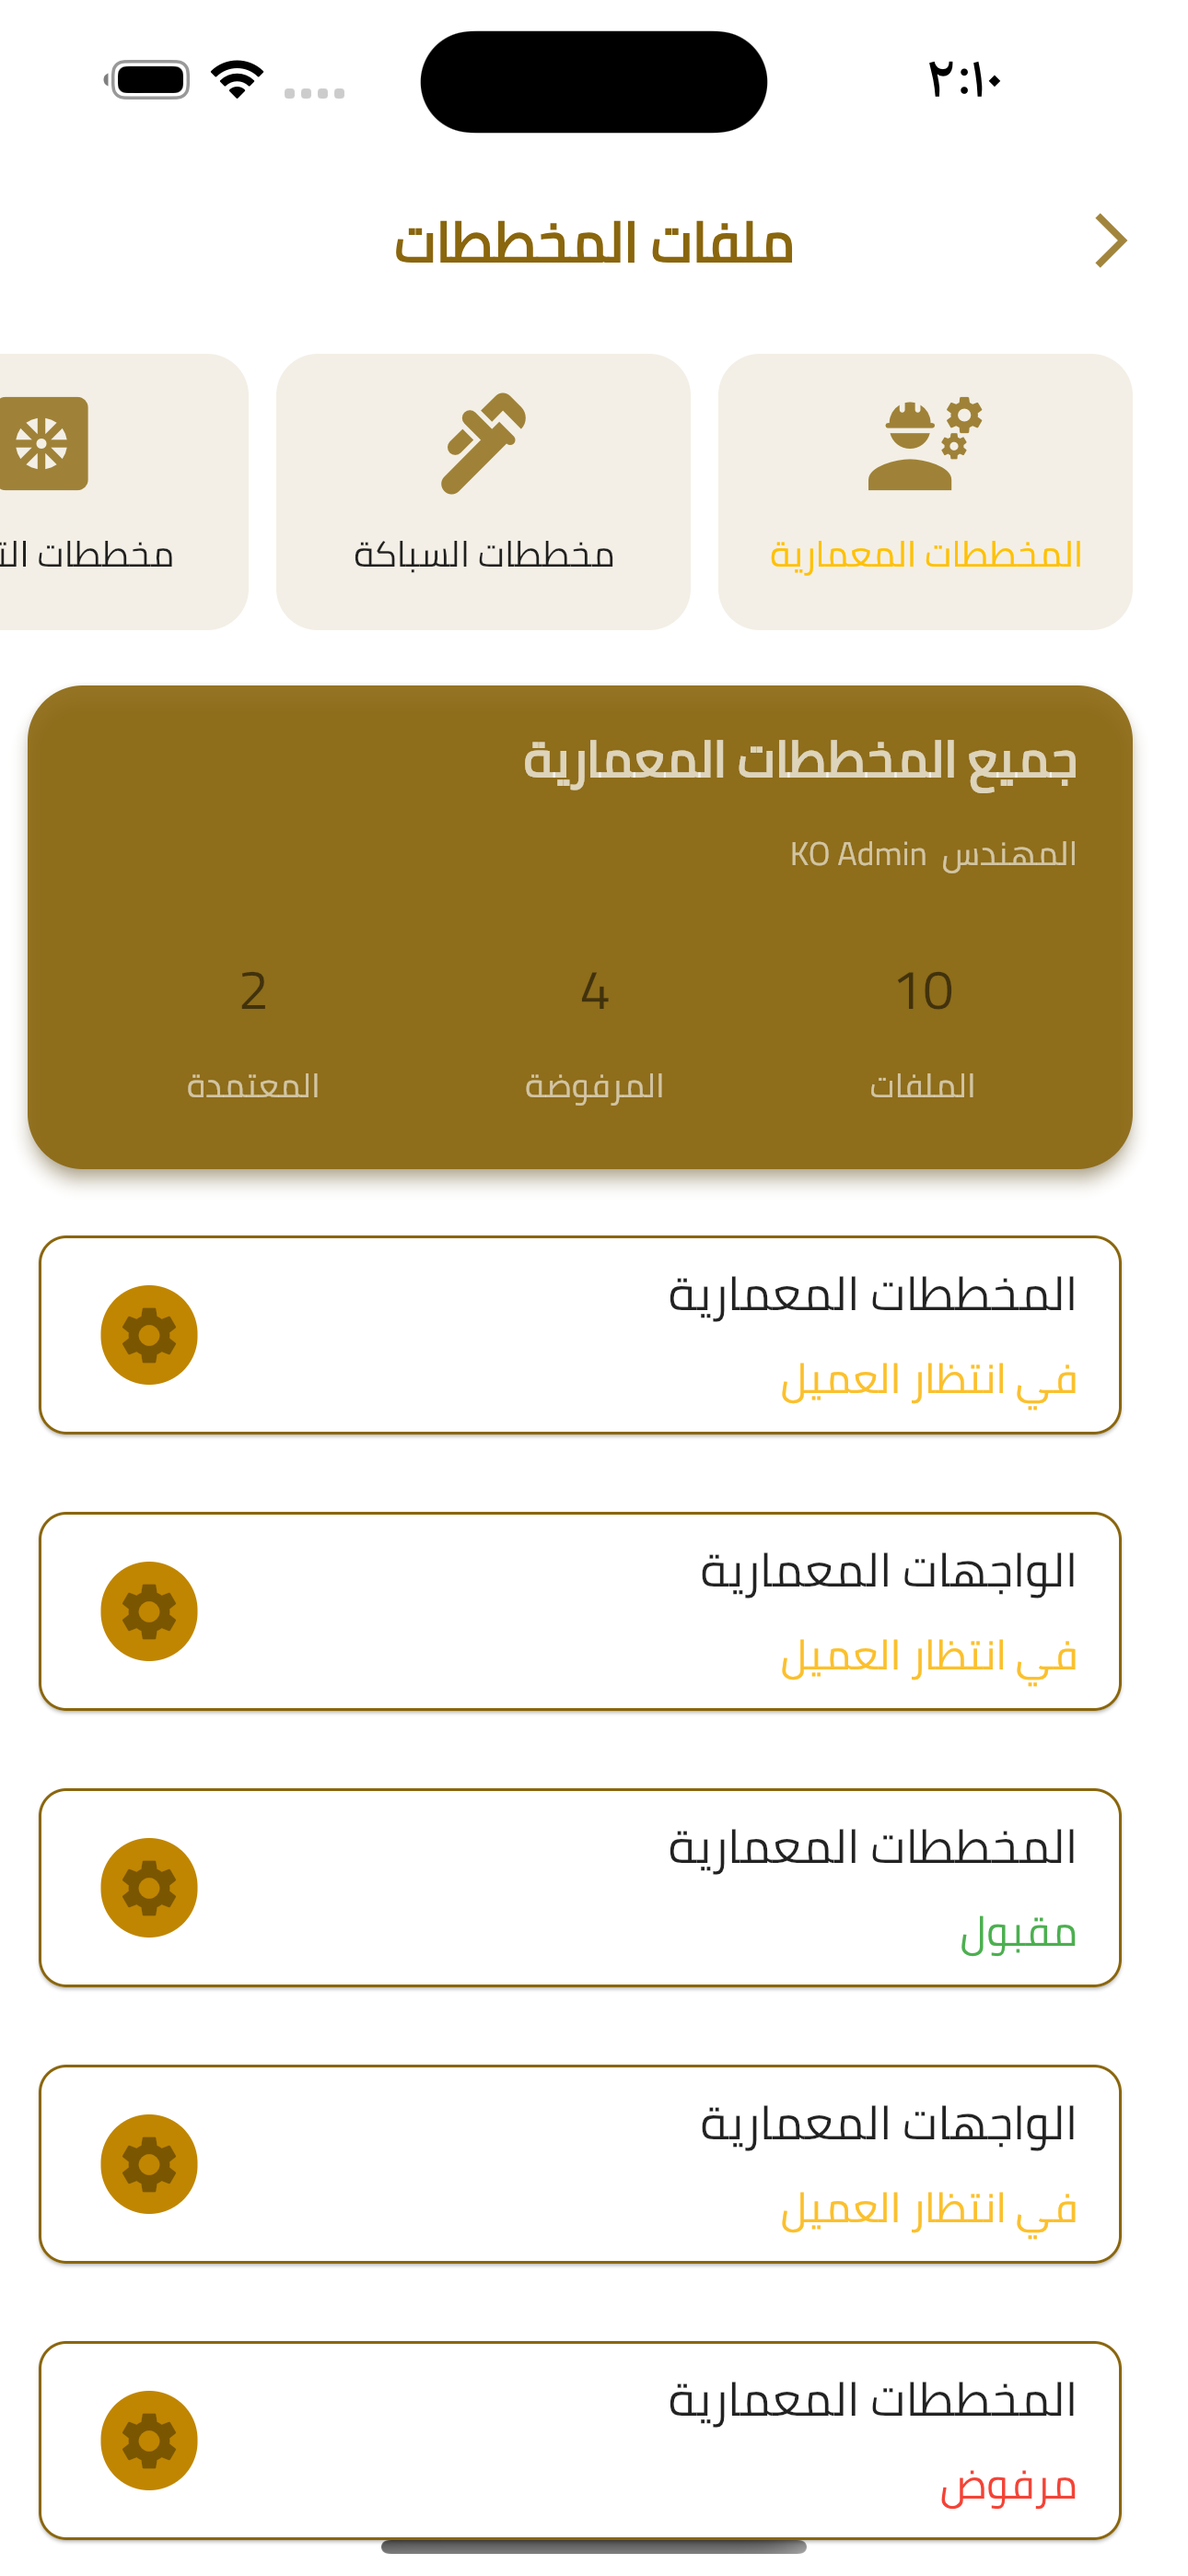 ٢:١٠
ملفات المخططات
المخططات المعمارية
مخططات السباكة
مخططات
جميع المخططات المعمارية
المهندس KO Admin
10
4
2
الملفات
المرفوضة
المعتمدة
المخططات المعمارية
في انتظار العميل
الواجهات المعمارية
في انتظار العميل
المخططات المعمارية
مقبول
الواجهات المعمارية
في انتظار العميل
المخططات المعمارية
مرفوض